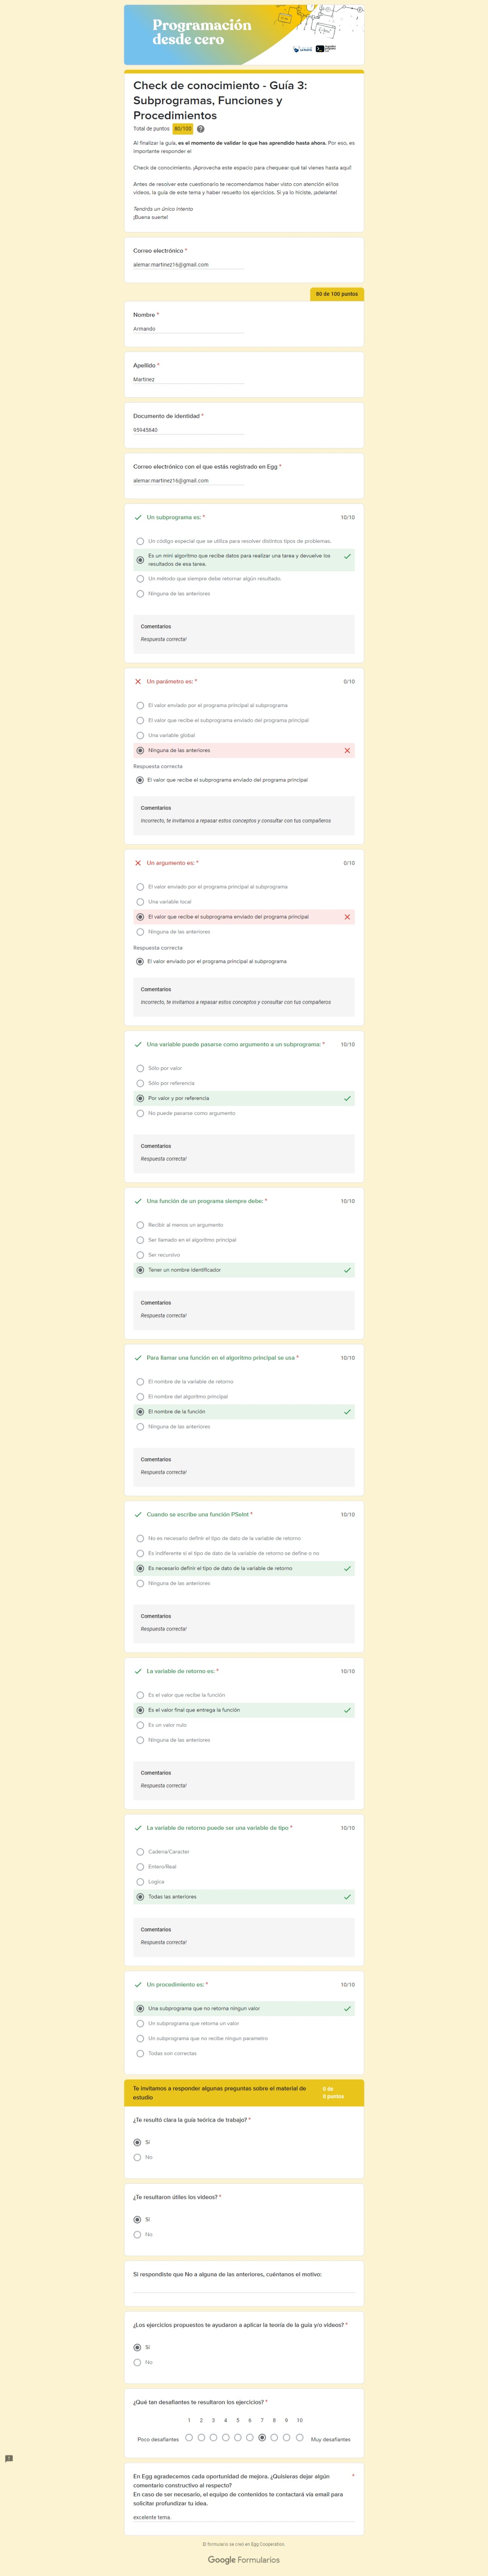 Programación
desde cero
Check de conocimiento - Guía 3:
Subprogramas, Funciones y
Procedimientos
Total de puntos 80/100
Al finalizar la guía, es el momento de validar lo que has aprendido hasta ahora. Por eso, es
importante responder el
Check de conocimiento. ¡Aprovecha este espacio para chequear qué tal vienes hasta aquí!
Antes de resolver este cuestionario te recomendamos haber visto con atención el/los
videos, la guía de este tema y haber resuelto los ejercicios. Si ya lo hiciste, ¡adelante!
Tendrás un único intento
¡Buena suerte!
Correo electrónico *
alemar.martinez16@gmail.com
80 de 100 puntos
Nombre *
Armando
Apellido *
Martinez
Documento de identidad *
95945840
Correo electrónico con el que estás registrado en Egg *
alemar.martinez16@gmail.com
Un subprograma es: * 10/10
Un código especial que se utiliza para resolver distintos tipos de problemas.
Es un mini algoritmo que recibe datos para realizar una tarea y devuelve los
resultados de esa tarea.
Un método que siempre debe retornar algún resultado.
Ninguna de las anteriores
Comentarios
Respuesta correcta!
Un parámetro es: * 0/10
El valor enviado por el programa principal al subprograma
El valor que recibe el subprograma enviado del programa principal
Una variable global
Ninguna de las anteriores
Respuesta correcta
El valor que recibe el subprograma enviado del programa principal
Comentarios
Incorrecto, te invitamos a repasar estos conceptos y consultar con tus compañeros
Un argumento es: * 0/10
El valor enviado por el programa principal al subprograma
Una variable local
El valor que recibe el subprograma enviado del programa principal
Ninguna de las anteriores
Respuesta correcta
El valor enviado por el programa principal al subprograma
Comentarios
Incorrecto, te invitamos a repasar estos conceptos y consultar con tus compañeros
Una variable puede pasarse como argumento a un subprograma: * 10/10
Sólo por valor
Sólo por referencia
Por valor y por referencia
No puede pasarse como argumento
Comentarios
Respuesta correcta!
Una función de un programa siempre debe: * 10/10
Recibir al menos un argumento
Ser llamado en el algoritmo principal
Ser recursivo
Tener un nombre identificador
Comentarios
Respuesta correcta!
Para llamar una función en el algoritmo principal se usa * 10/10
El nombre de la variable de retorno
El nombre del algoritmo principal
El nombre de la función
Ninguna de las anteriores
Comentarios
Respuesta correcta!
Cuando se escribe una función PSeInt * 10/10
No es necesario definir el tipo de dato de la variable de retorno
Es indiferente si el tipo de dato de la variable de retorno se define o no
Es necesario definir el tipo de dato de la variable de retorno
Ninguna de las anteriores
Comentarios
Respuesta correcta!
La variable de retorno es: * 10/10
Es el valor que recibe la función
Es el valor final que entrega la función
Es un valor nulo
Ninguna de las anteriores
Comentarios
Respuesta correcta!
La variable de retorno puede ser una variable de tipo * 10/10
Cadena/Caracter
Entero/Real
Logica
Todas las anteriores
Comentarios
Respuesta correcta!
Un procedimiento es: * 10/10
Una subprograma que no retorna ningun valor
Un subprograma que retorna un valor
Un subprograma que no recibe ningun parametro
Todas son correctas
Te invitamos a responder algunas preguntas sobre el material de
estudio
0 de
0 puntos
¿Te resultó clara la guía teórica de trabajo? *
Sí
No
¿Te resultaron útiles los videos? *
Sí
No
Si respondiste que No a alguna de las anteriores, cuéntanos el motivo:
¿Los ejercicios propuestos te ayudaron a aplicar la teoría de la guía y/o videos? *
Sí
No
¿Qué tan desafiantes te resultaron los ejercicios? *
1 2 3 4 5 6 7 8 9 10
Poco desafiantes Muy desafiantes
En Egg agradecemos cada oportunidad de mejora. ¿Quisieras dejar algún *
comentario constructivo al respecto?
En caso de ser necesario, el equipo de contenidos te contactará vía email para
solicitar profundizar tu idea.
excelente tema.
El formulario se creó en Egg Cooperation.
Google Formularios